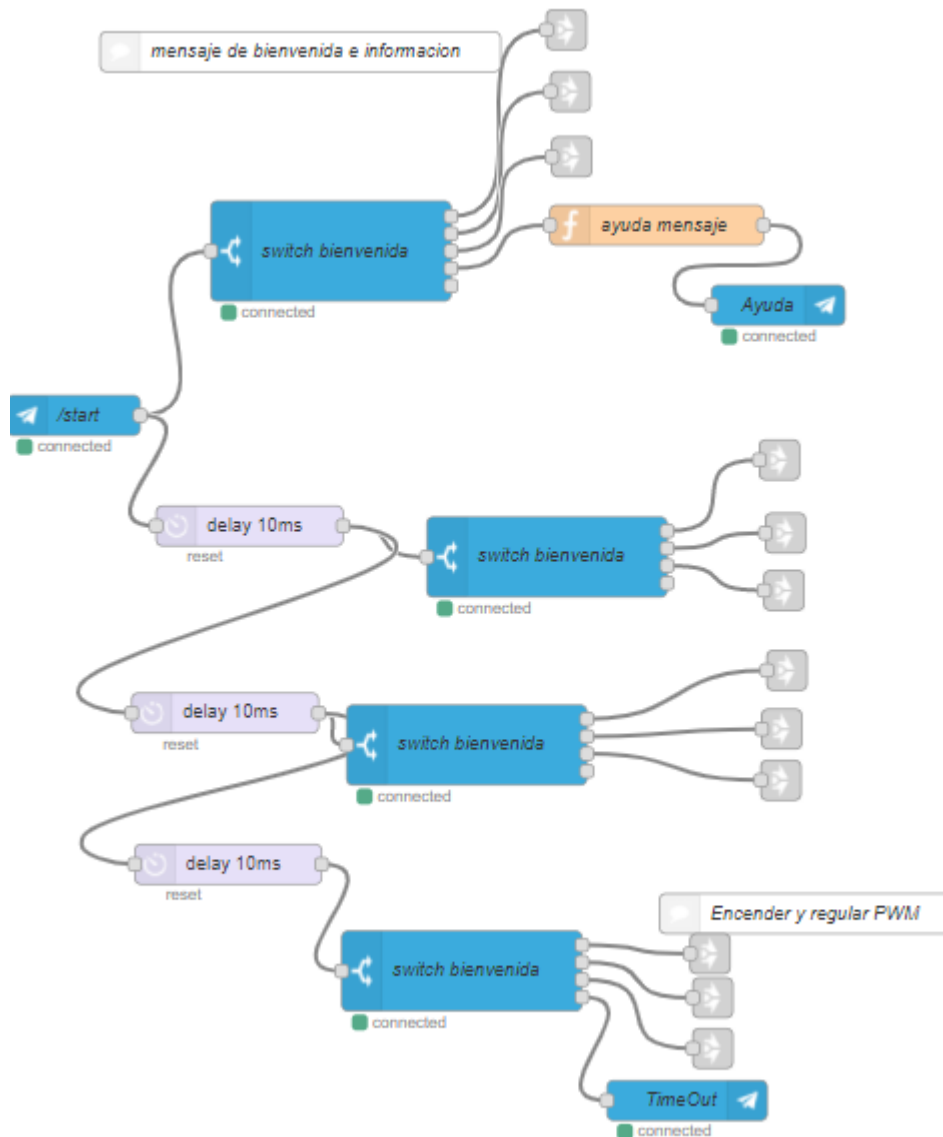 mensaje de bienvenida e informacion
switch bienvenida
connected
ayuda mensaje
Ayuda
connected
/start
connected
delay 10ms
reset
switch bienvenida
connected
delay 10ms
reset
switch bienvenida
connected
delay 10ms
reset
Encender y regular PWM
switch bienvenida
connected
TimeOut
connected